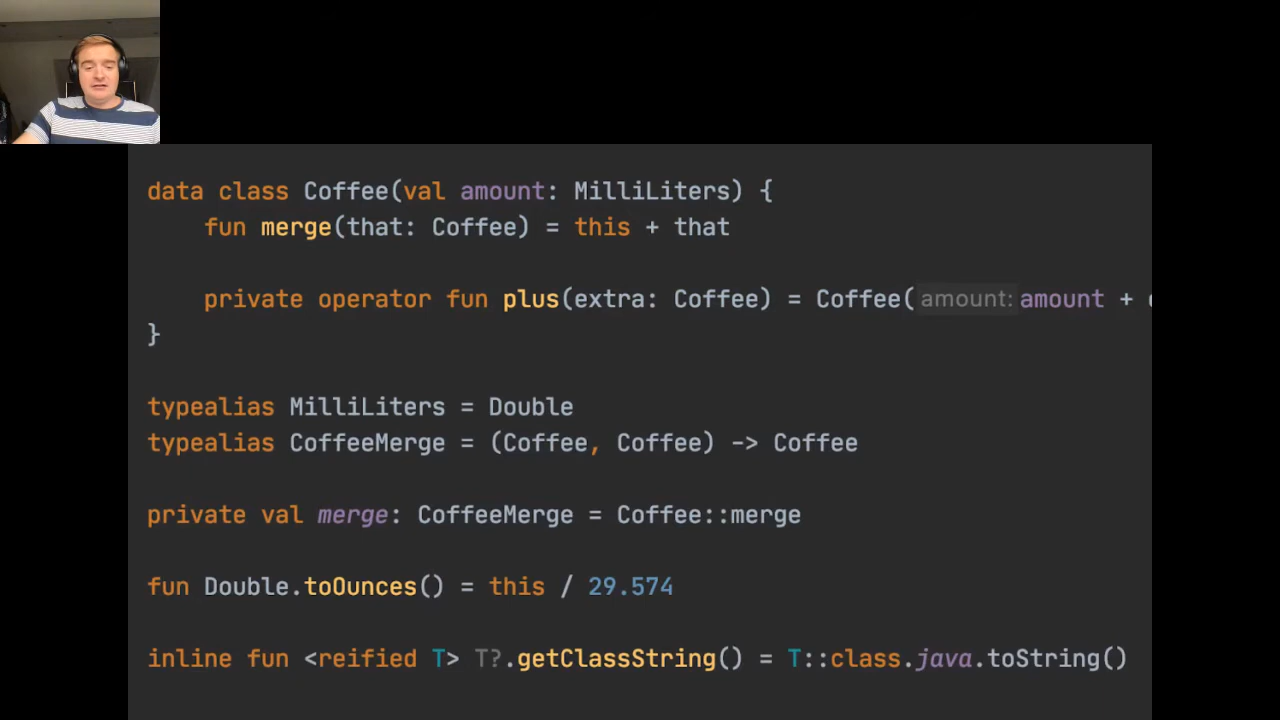 data class Coffee(val amount: MilliLiters) {
fun merge(that: Coffee) = this + that
private operator fun plus(extra: Coffee) = Coffee(amount: amount +
}
typealias MilliLiters = Double
typealias CoffeeMerge = (Coffee, Coffee) -> Coffee
private val merge: CoffeeMerge = Coffee::merge
fun Double.toOunces() = this / 29.574
inline fun <reified T> T?.getClassString() = T::class.java.toString()